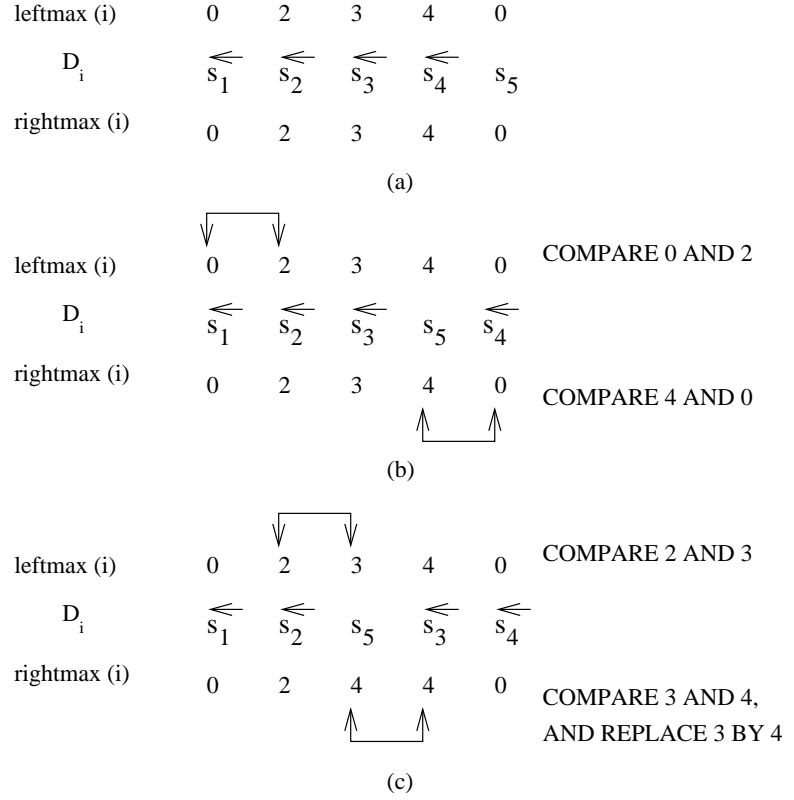 leftmax (i) 0 2 3 4 0
D_i s_1 s_2 s_3 s_4 s_5
rightmax (i) 0 2 3 4 0
(a)
COMPARE 0 AND 2
leftmax (i) 0 2 3 4 0
D_i s_1 s_2 s_3 s_5 s_4
rightmax (i) 0 2 3 4 0
COMPARE 4 AND 0
(b)
COMPARE 2 AND 3
leftmax (i) 0 2 3 4 0
D_i s_1 s_2 s_5 s_3 s_4
rightmax (i) 0 2 4 4 0
COMPARE 3 AND 4,
AND REPLACE 3 BY 4
(c)